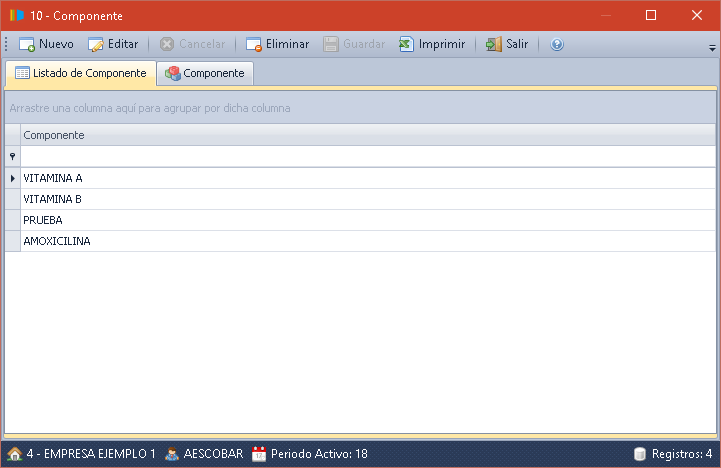 10 - Componente
Nuevo Editar Cancelar Eliminar Guardar Imprimir Salir
Listado de Componente Componente
Arrastre una columna aquí para agrupar por dicha columna
Componente
VITAMINA A
VITAMINA B
PRUEBA
AMOXICILINA
4 - EMPRESA EJEMPLO 1 AESCOBAR Periodo Activo: 18 Registros: 4